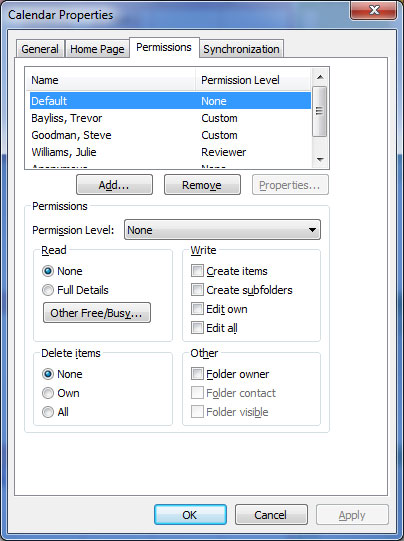 Calendar Properties
General Home Page Permissions Synchronization
Name Permission Level
Default None
Bayliss, Trevor Custom
Goodman, Steve Custom
Williams, Julie Reviewer
Anonymous None
Add... Remove Properties...
Permissions
Permission Level: None
Read Write
None Create items
Full Details Create subfolders
Other Free/Busy... Edit own
Edit all
Delete items Other
None Folder owner
Own Folder contact
All Folder visible
OK Cancel Apply